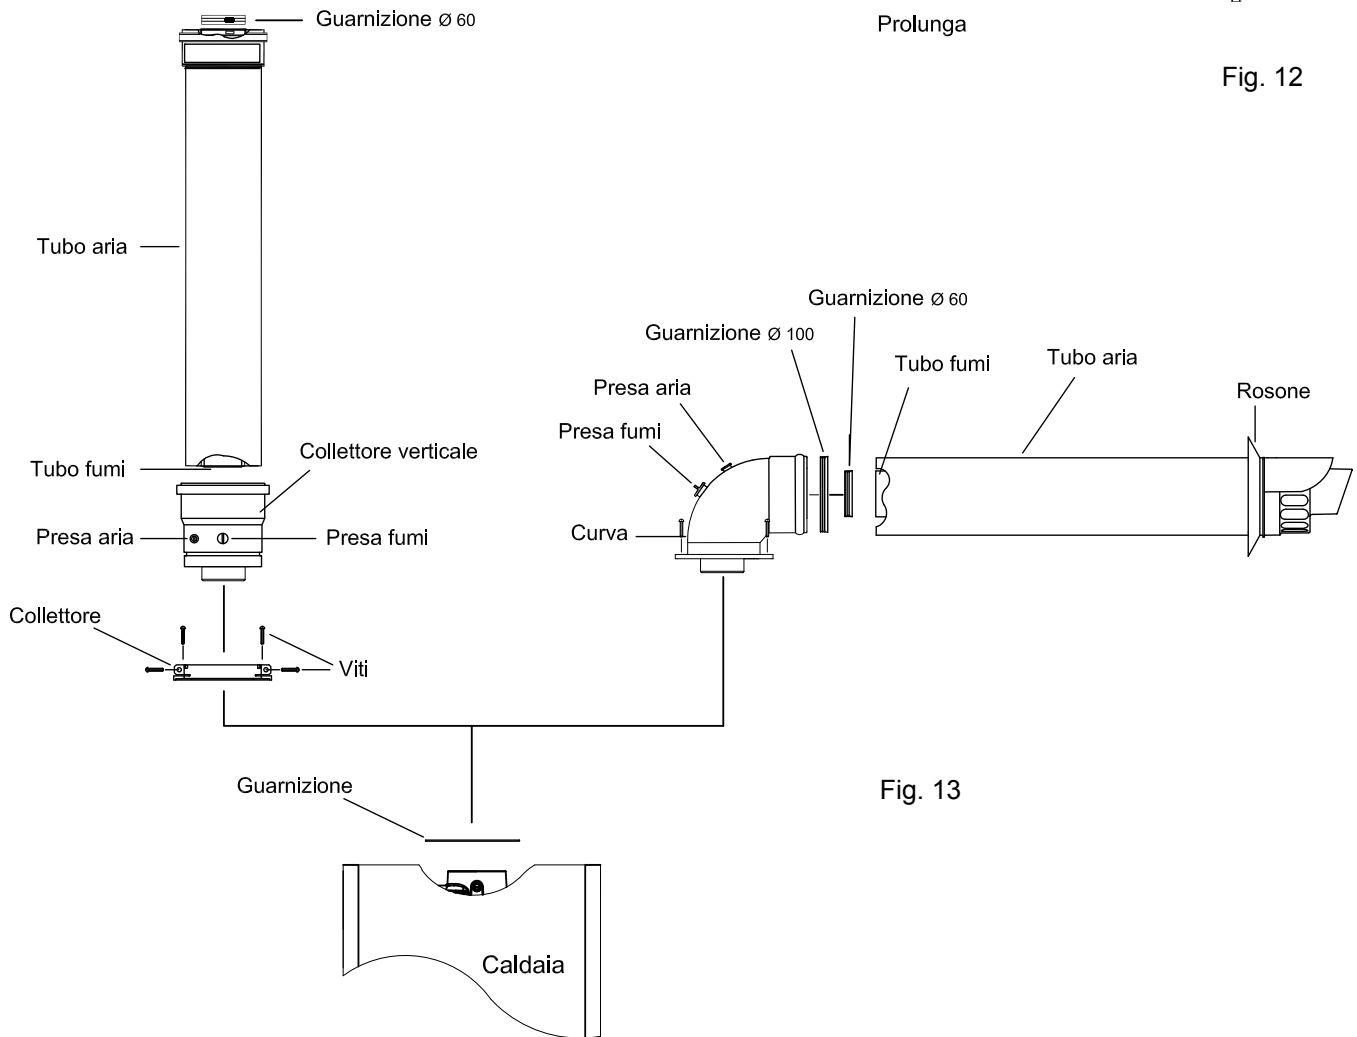 Guarnizione Ø 60
Prolunga
Fig. 12
Tubo aria
Guarnizione Ø 60
Guarnizione Ø 100
Tubo fumi
Tubo aria
Presa aria
Rosone
Presa fumi
Collettore verticale
Tubo fumi
Curva
Presa aria
Presa fumi
Collettore
Viti
Guarnizione
Fig. 13
Caldaia